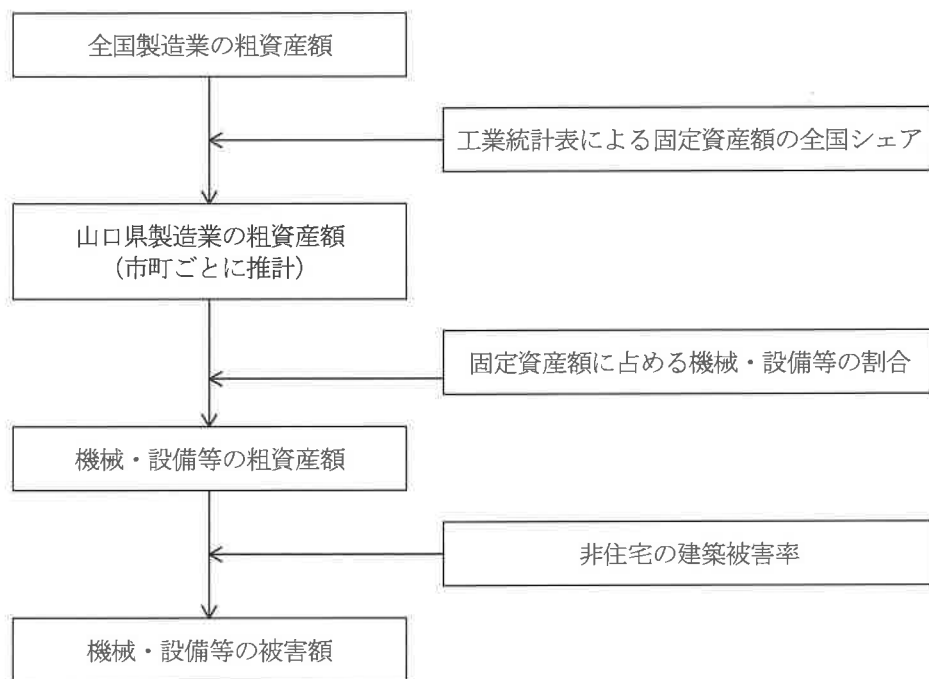 全国製造業の粗資産額
工業統計表による固定資産額の全国シェア
山口県製造業の粗資産額
(市町ごとに推計)
固定資産額に占める機械・設備等の割合
機械・設備等の粗資産額
非住宅の建築被害率
機械・設備等の被害額